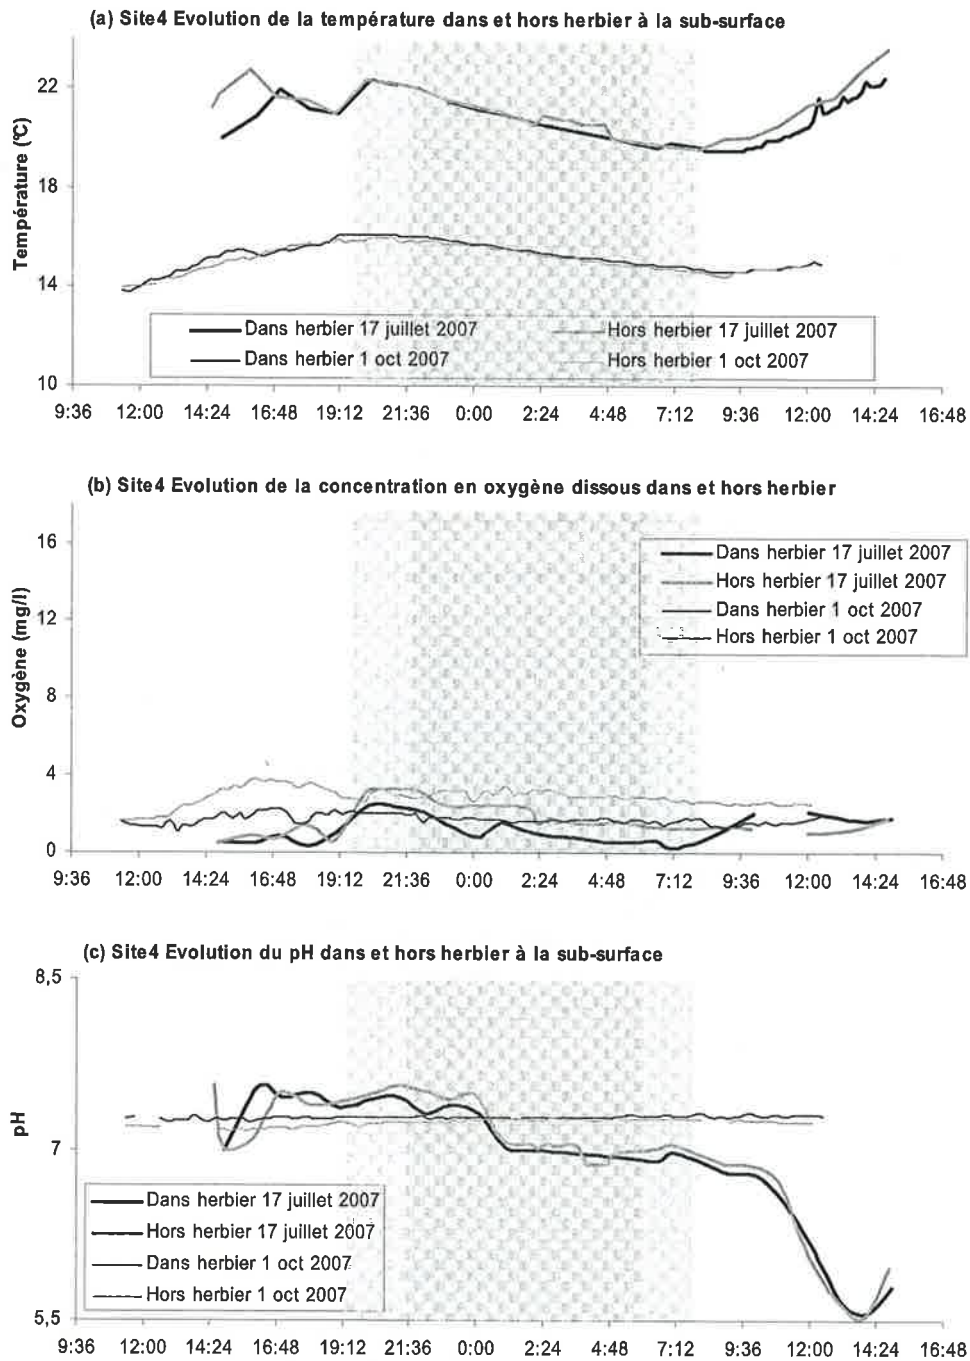 (a) Site4 Evolution de la température dans et hors herbier à la sub-surface
Température (°C)
22
18
14
10
Dans herbier 17 juillet 2007
Hors herbier 17 juillet 2007
Dans herbier 1 oct 2007
Hors herbier 1 oct 2007
9:36 12:00 14:24 16:48 19:12 21:36 0:00 2:24 4:48 7:12 9:36 12:00 14:24 16:48
(b) Site4 Evolution de la concentration en oxygène dissous dans et hors herbier
Oxygène (mg/l)
16
12
8
4
0
Dans herbier 17 juillet 2007
Hors herbier 17 juillet 2007
Dans herbier 1 oct 2007
Hors herbier 1 oct 2007
9:36 12:00 14:24 16:48 19:12 21:36 0:00 2:24 4:48 7:12 9:36 12:00 14:24 16:48
(c) Site4 Evolution du pH dans et hors herbier à la sub-surface
pH
8,5
7
5,5
Dans herbier 17 juillet 2007
Hors herbier 17 juillet 2007
Dans herbier 1 oct 2007
Hors herbier 1 oct 2007
9:36 12:00 14:24 16:48 19:12 21:36 0:00 2:24 4:48 7:12 9:36 12:00 14:24 16:48